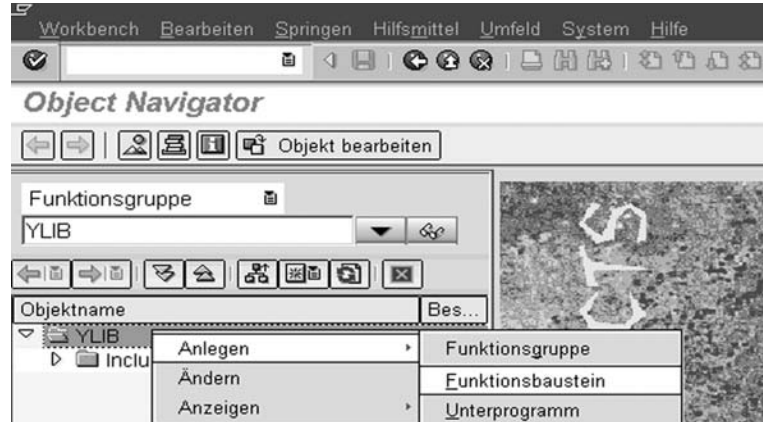 Workbench Bearbeiten Springen Hilfsmittel Umfeld System Hilfe
Object Navigator
Objekt bearbeiten
Funktionsgruppe
YLIB
Objektname Bes...
YLIB
Inclu
Anlegen
Ändern
Anzeigen
Funktionsgruppe
Funktionsbaustein
Unterprogramm
CTS